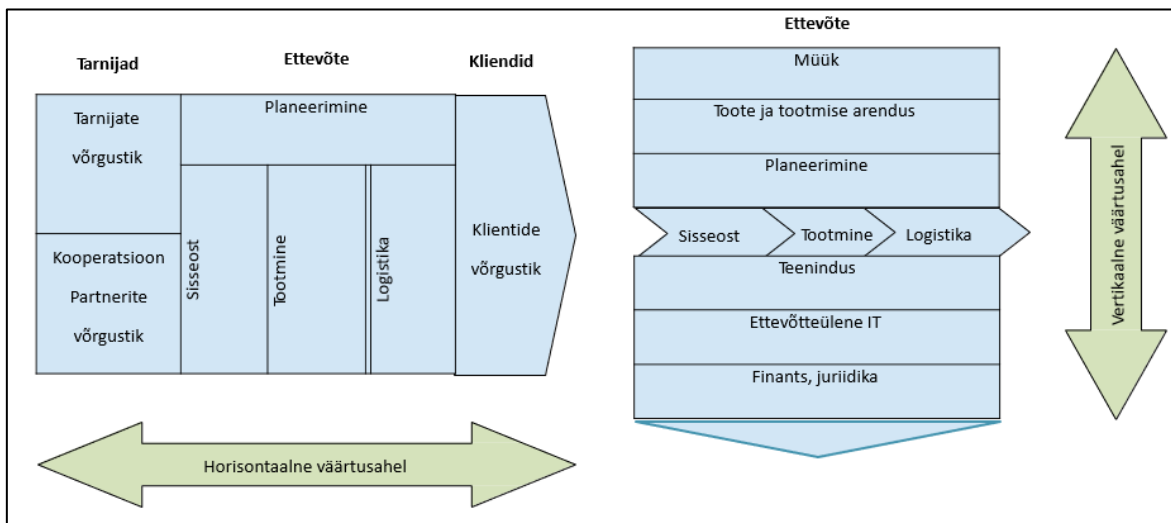 Tarnijad
Ettevõte
Kliendid
Tarnijate
võrgustik
Kooperatsioon
Partnerite
võrgustik
Planeerimine
Sisseost
Tootmine
Logistika
Klientide
võrgustik
Horisontaalne väärtusahel
Ettevõte
Müük
Toote ja tootmise arendus
Planeerimine
Sisseost
Tootmine
Logistika
Teenindus
Ettevõtteülene IT
Finants, juriidika
Vertikaalne väärtusahel